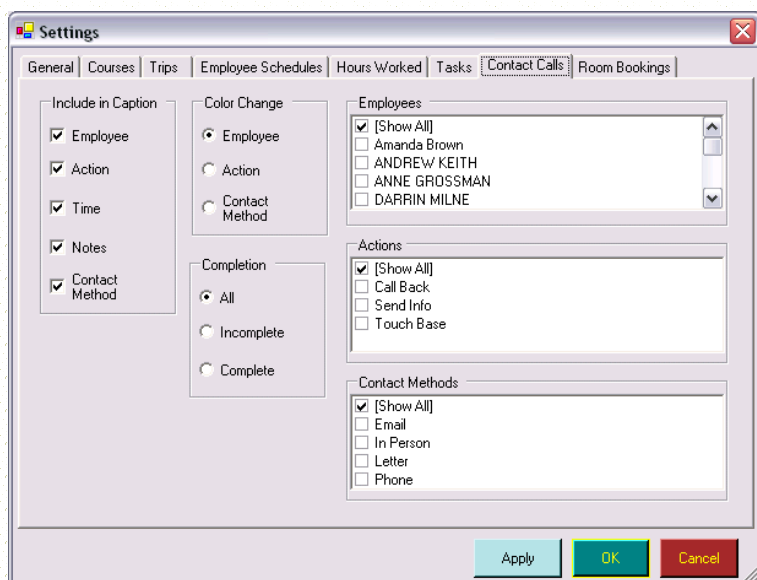 Settings
General Courses Trips Employee Schedules Hours Worked Tasks Contact Calls Room Bookings
Include in Caption
Employee
Action
Time
Notes
Contact
Method
Color Change
Employee
Action
Contact
Method
Completion
All
Incomplete
Complete
Employees
[Show All]
Amanda Brown
ANDREW KEITH
ANNE GROSSMAN
DARRIN MILNE
Actions
[Show All]
Call Back
Send Info
Touch Base
Contact Methods
[Show All]
Email
In Person
Letter
Phone
Apply OK Cancel